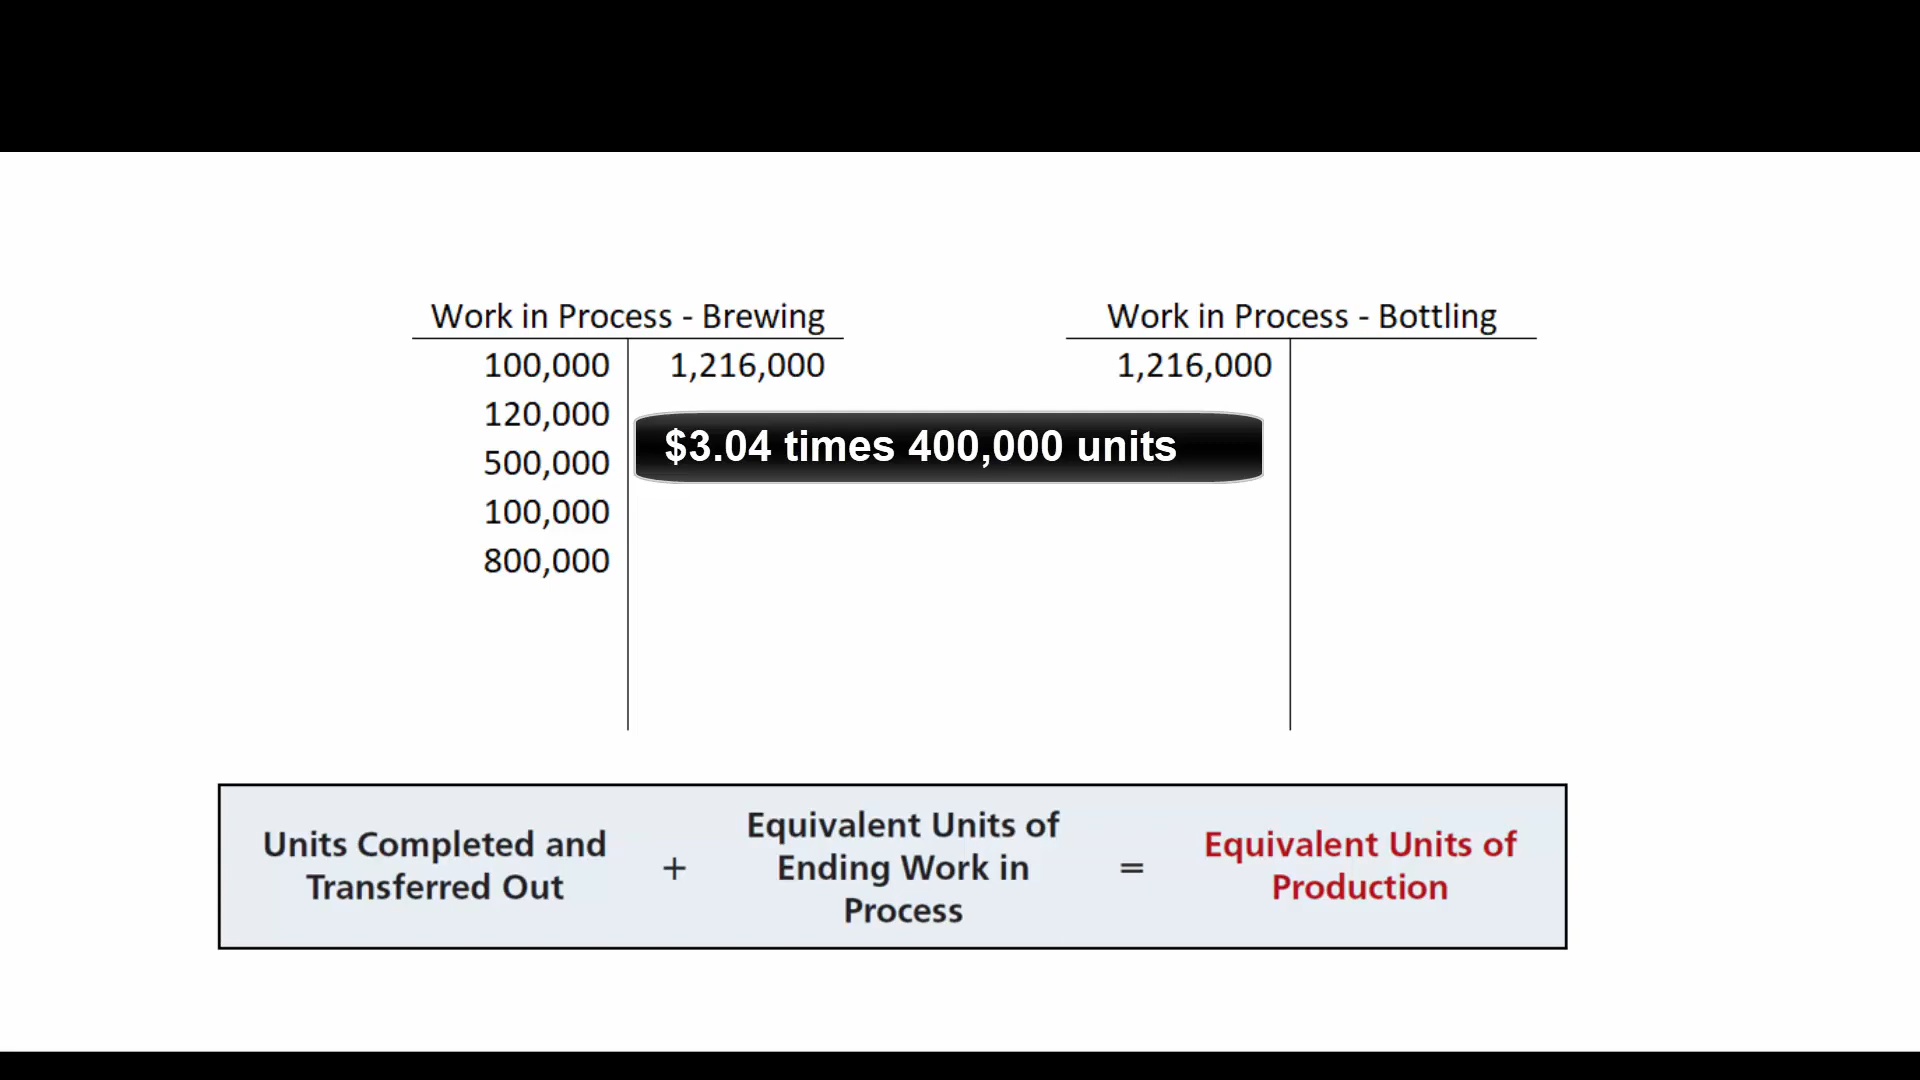 Work in Process - Brewing
Work in Process - Bottling
100,000
1,216,000
1,216,000
120,000
$3.04 times 400,000 units
500,000
100,000
800,000
Units Completed and
Transferred Out
+
Equivalent Units of
Ending Work in
Process
=
Equivalent Units of
Production